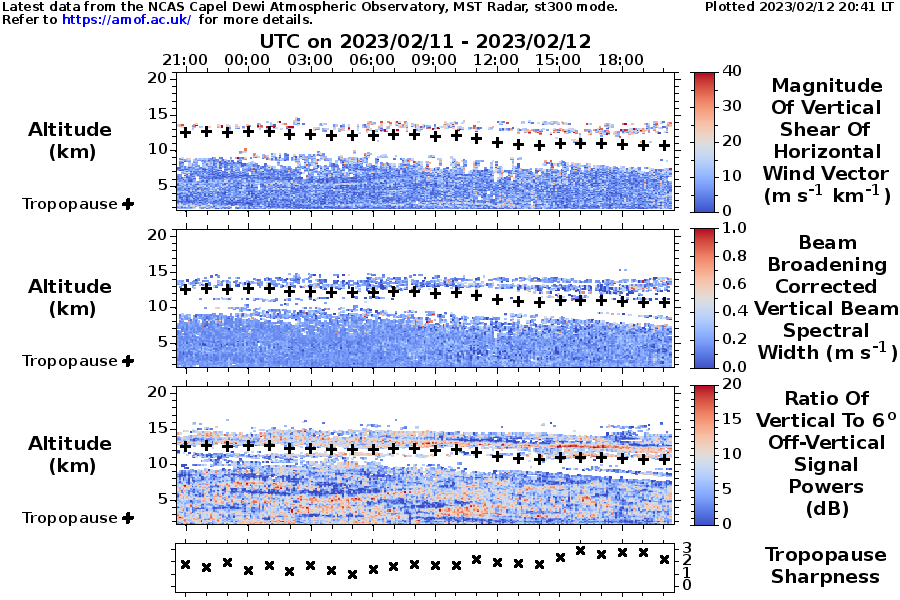 Latest data from the NCAS Capel Dewi Atmospheric Observatory, MST Radar, st300 mode.
Plotted 2023/02/12 20:41 LT
Refer to https://amof.ac.uk/ for more details.
UTC on 2023/02/11 - 2023/02/12
21:00 00:00 03:00 06:00 09:00 12:00 15:00 18:00
20
15
10
5
Altitude
(km)
Tropopause
40
30
20
10
0
Magnitude
Of Vertical
Shear Of
Horizontal
Wind Vector
(m s⁻¹ km⁻¹)
20
15
10
5
Altitude
(km)
Tropopause
1.0
0.8
0.6
0.4
0.2
0.0
Beam
Broadening
Corrected
Vertical Beam
Spectral
Width (m s⁻¹)
20
15
10
5
Altitude
(km)
Tropopause
20
15
10
5
0
Ratio Of
Vertical To 6°
Off-Vertical
Signal
Powers
(dB)
3
2
1
0
Tropopause
Sharpness